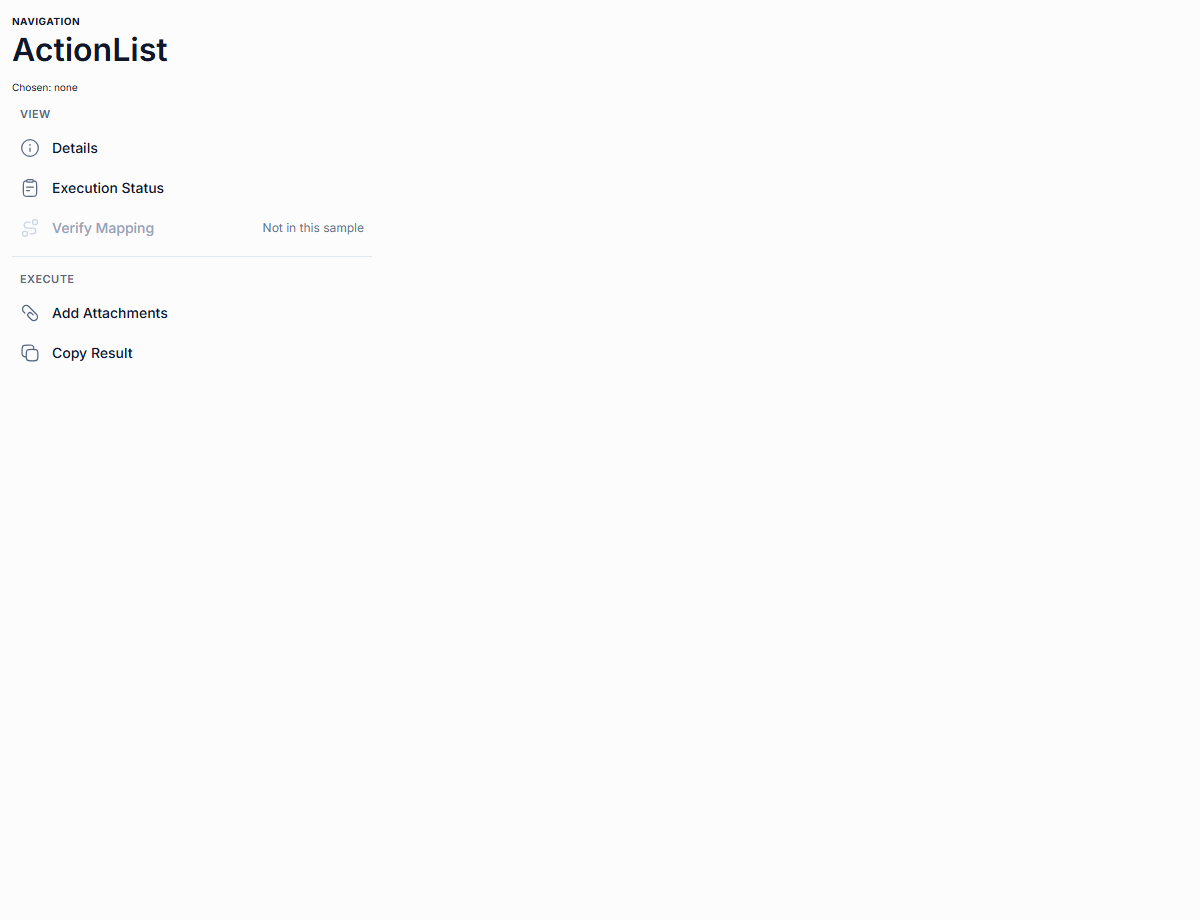 NAVIGATION
ActionList
Chosen: none
VIEW
Details
Execution Status
Verify Mapping Not in this sample
EXECUTE
Add Attachments
Copy Result